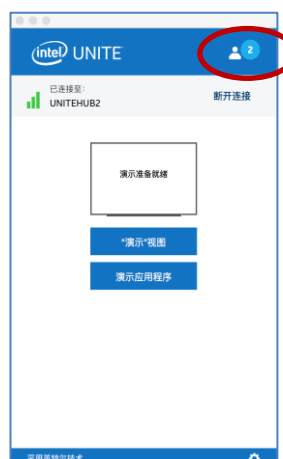 intel UNITE
2
已连接至:
UNITEHUB2
断开连接
演示准备就绪
"演示"视图
演示应用程序
采用英特尔技术